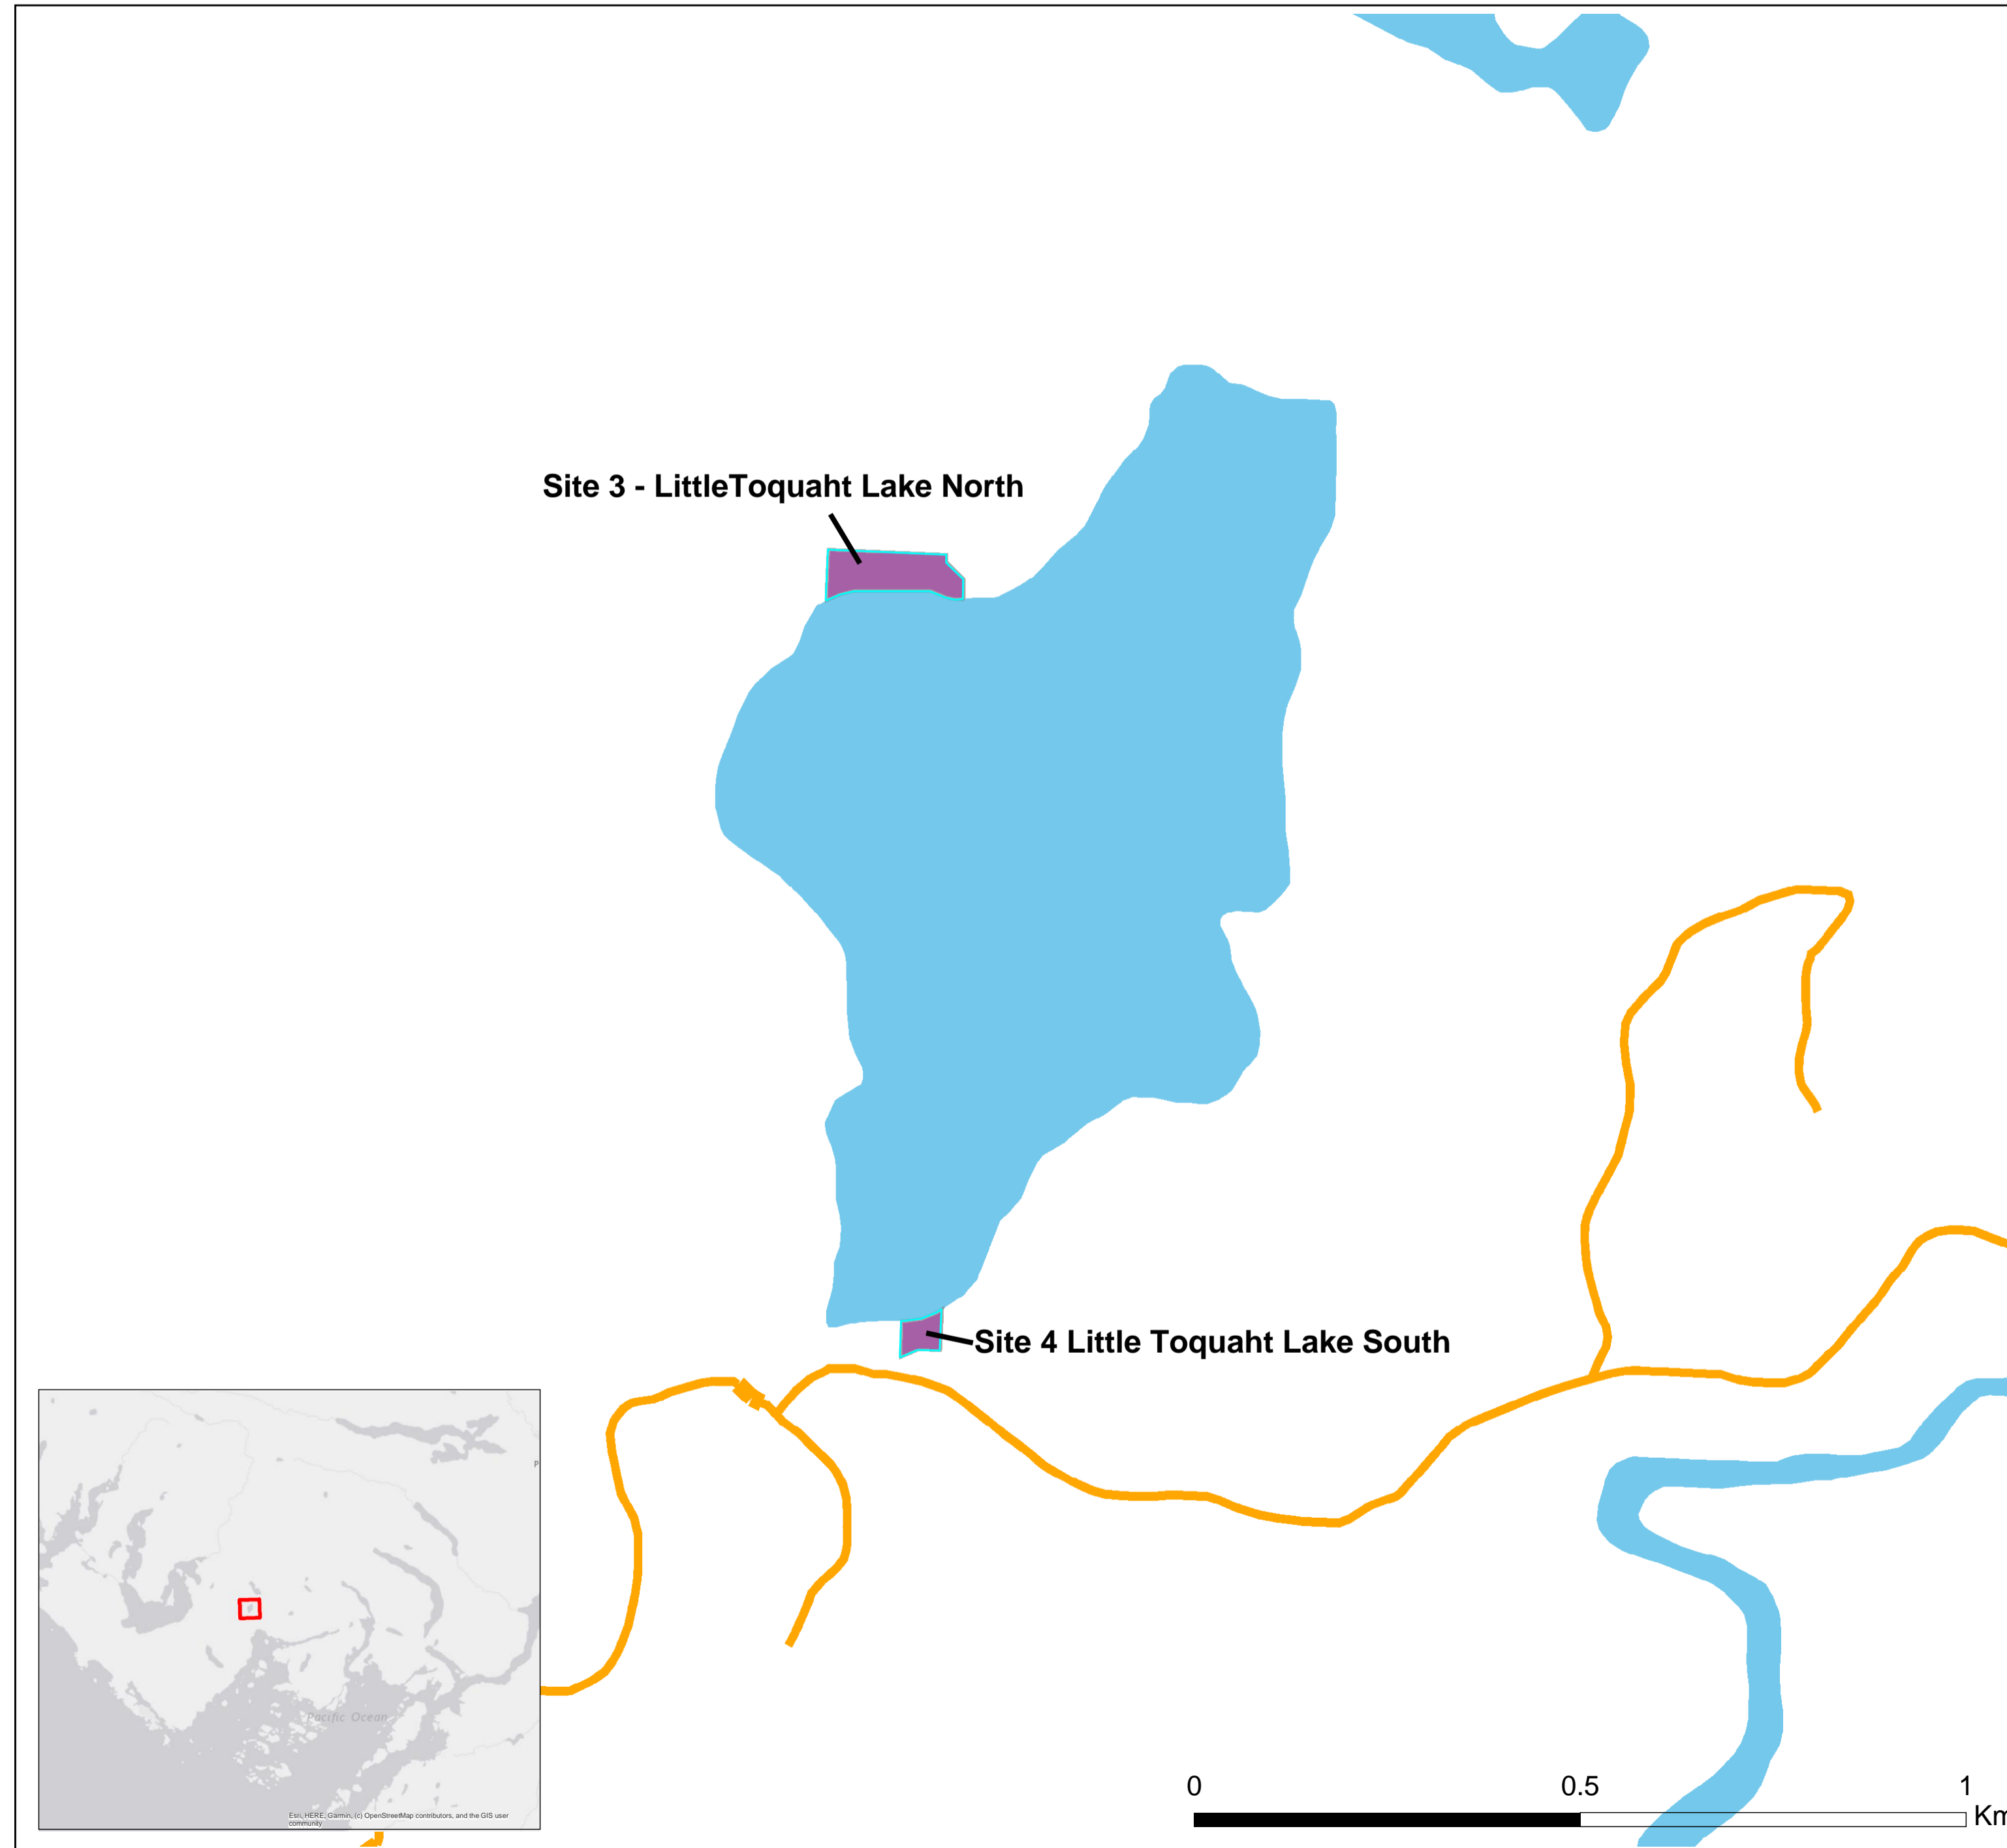 Site 3 - LittleToquaht Lake North
Site 4 Little Toquaht Lake South
P
Pacific Ocean
Esri, HERE, Garmin, (c) OpenStreetMap contributors, and the GIS user
community
0 0.5 1
Km